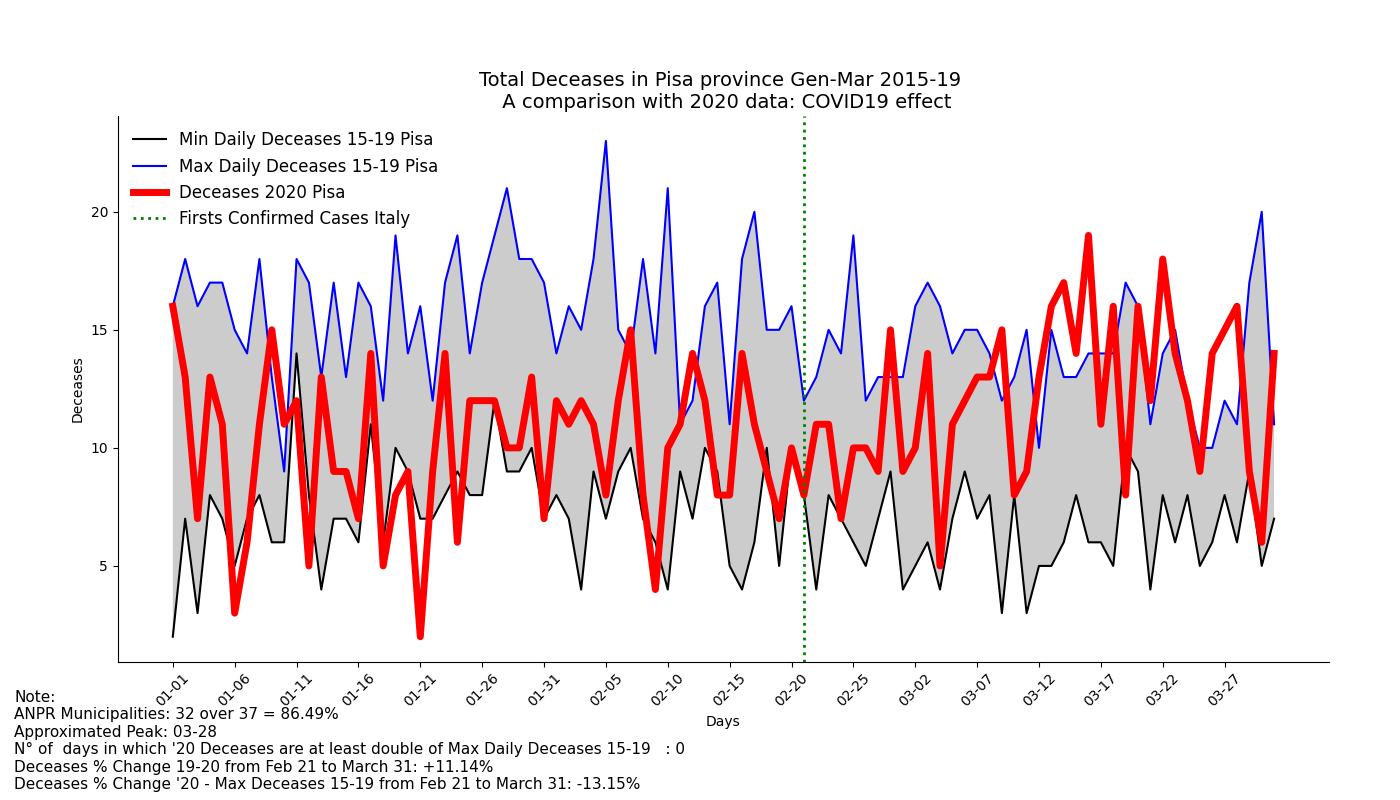 Total Deceases in Pisa province Gen-Mar 2015-19
A comparison with 2020 data: COVID19 effect
Min Daily Deceases 15-19 Pisa
Max Daily Deceases 15-19 Pisa
Deceases 2020 Pisa
Firsts Confirmed Cases Italy
Deceases
20
15
10
5
01-01
01-06
01-11
01-16
01-21
01-26
01-31
02-05
02-10
02-15
02-20
02-25
03-02
03-07
03-12
03-17
03-22
03-27
Days
Note:
ANPR Municipalities: 32 over 37 = 86.49%
Approximated Peak: 03-28
N° of  days in which '20 Deceases are at least double of Max Daily Deceases 15-19   : 0
Deceases % Change 19-20 from Feb 21 to March 31: +11.14%
Deceases % Change '20 - Max Deceases 15-19 from Feb 21 to March 31: -13.15%